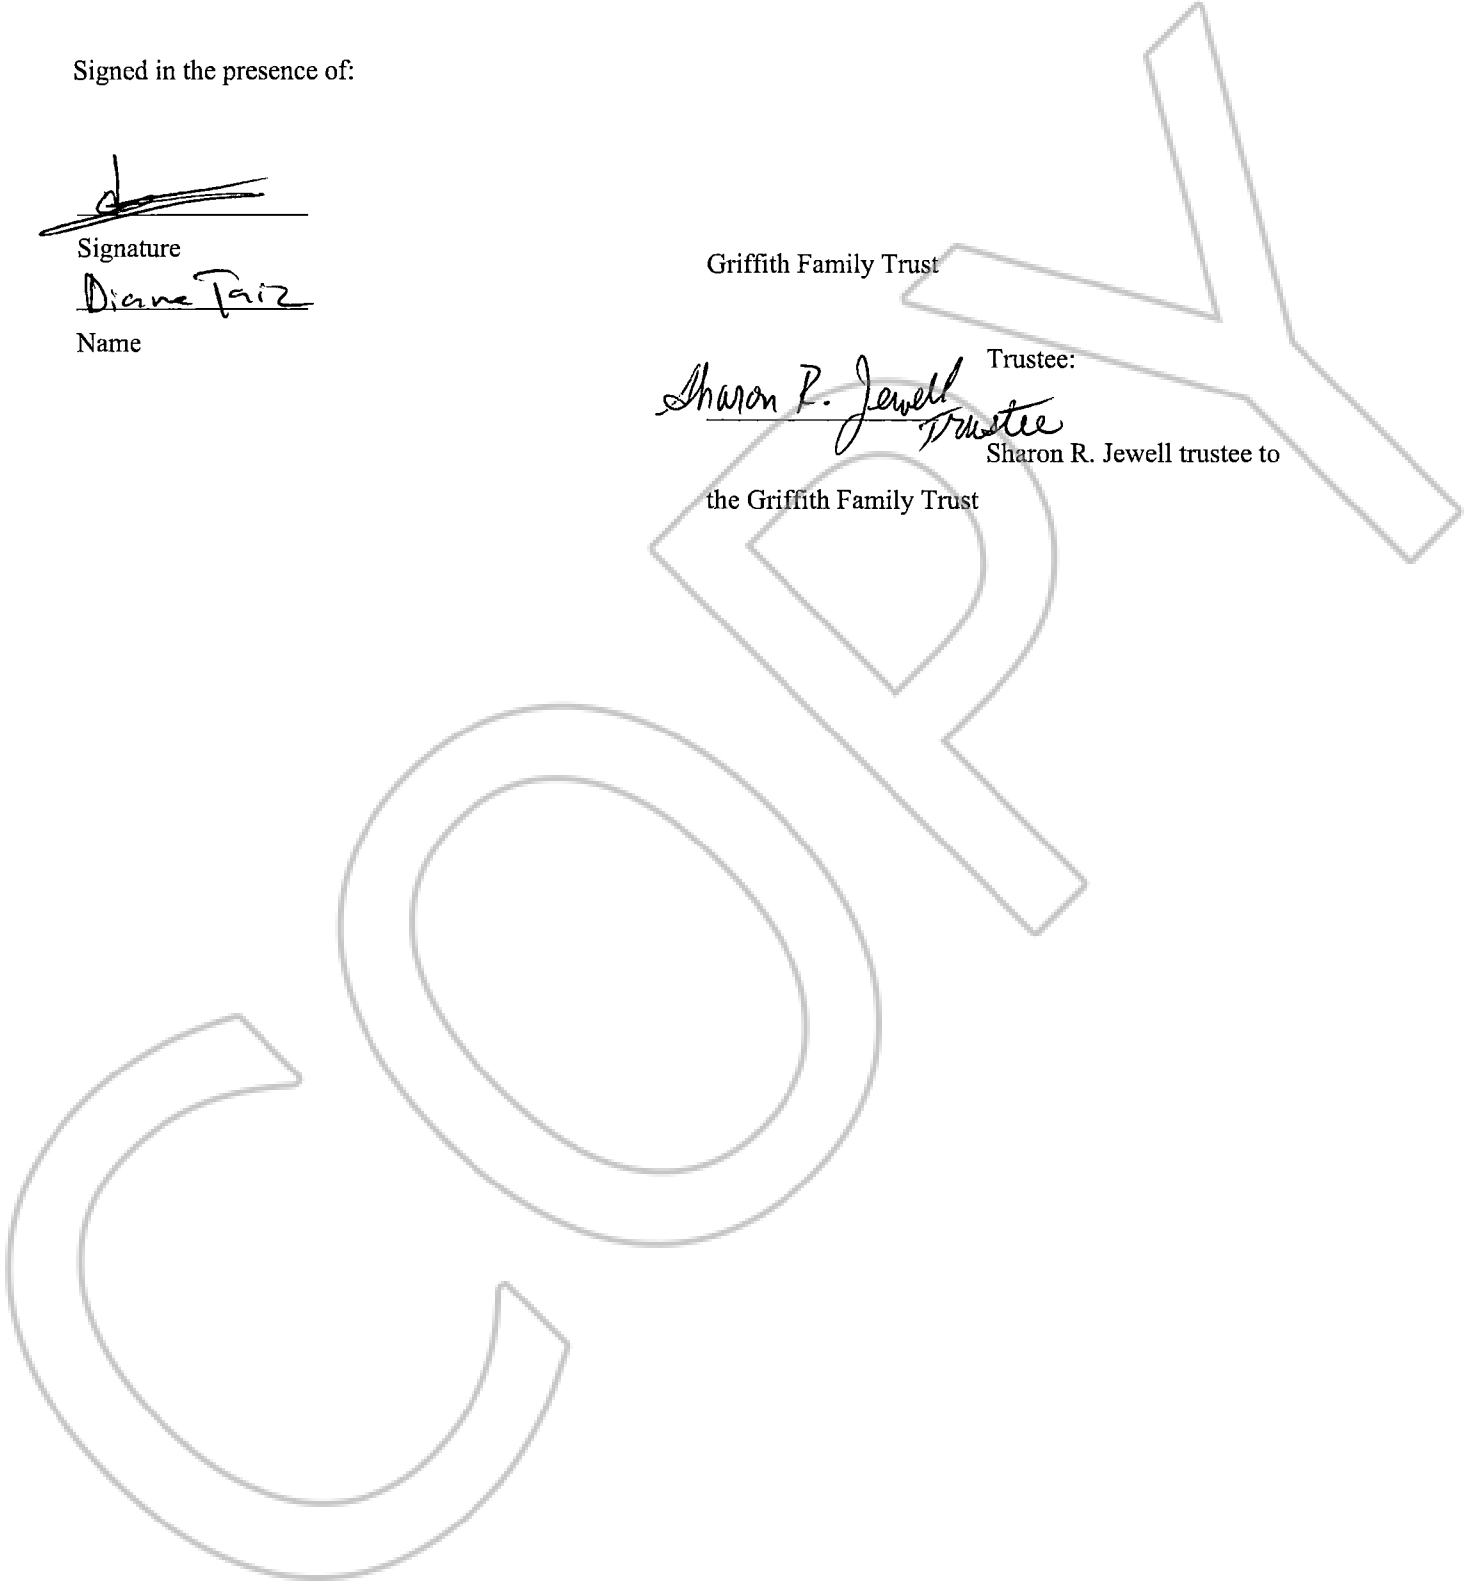 Signed in the presence of:
Signature
Diane Taiz
Name
Griffith Family Trust
Trustee:
Sharon R. Jewell
Trustee
Sharon R. Jewell trustee to
the Griffith Family Trust
COPY